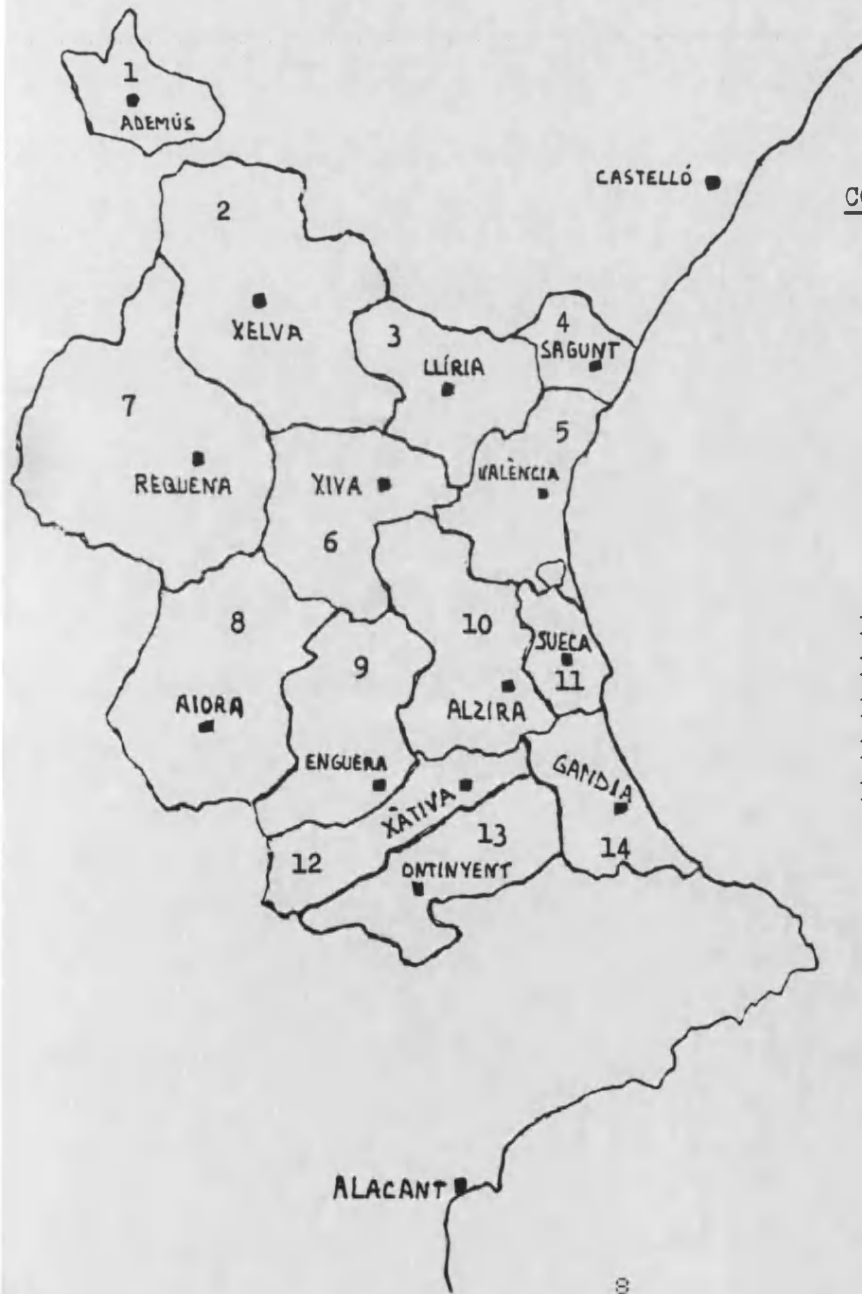 1
ADEMÚS
CASTELLÓ
2
XELVA
3
LLÍRIA
4
SAGUNT
5
VALÈNCIA
7
REQUENA
XIVA
6
8
AIORA
9
ENGUERA
10
ALZIRA
SUECA
11
GANDIA
14
XÀTIVA
12
13
ONTINYENT
ALACANT
8